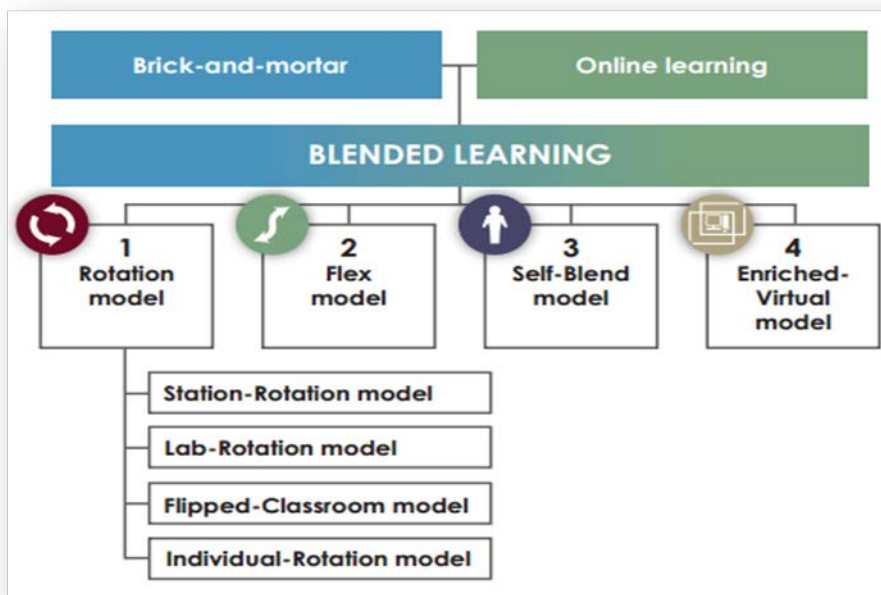 Brick-and-mortar
Online learning
BLENDED LEARNING
1
Rotation
model
2
Flex
model
3
Self-Blend
model
4
Enriched-
Virtual
model
Station-Rotation model
Lab-Rotation model
Flipped-Classroom model
Individual-Rotation model